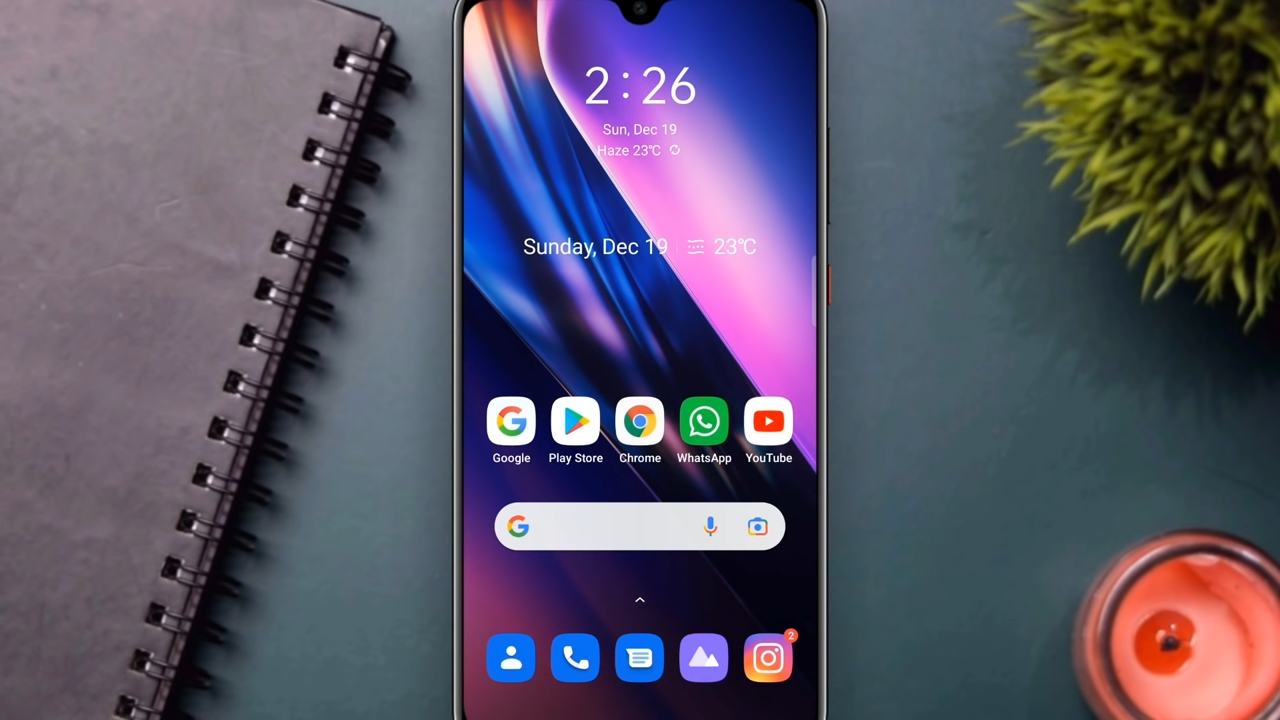 2:26
Sun, Dec 19
Haze 23℃
Sunday, Dec 19 23℃
Google Play Store Chrome WhatsApp YouTube
2